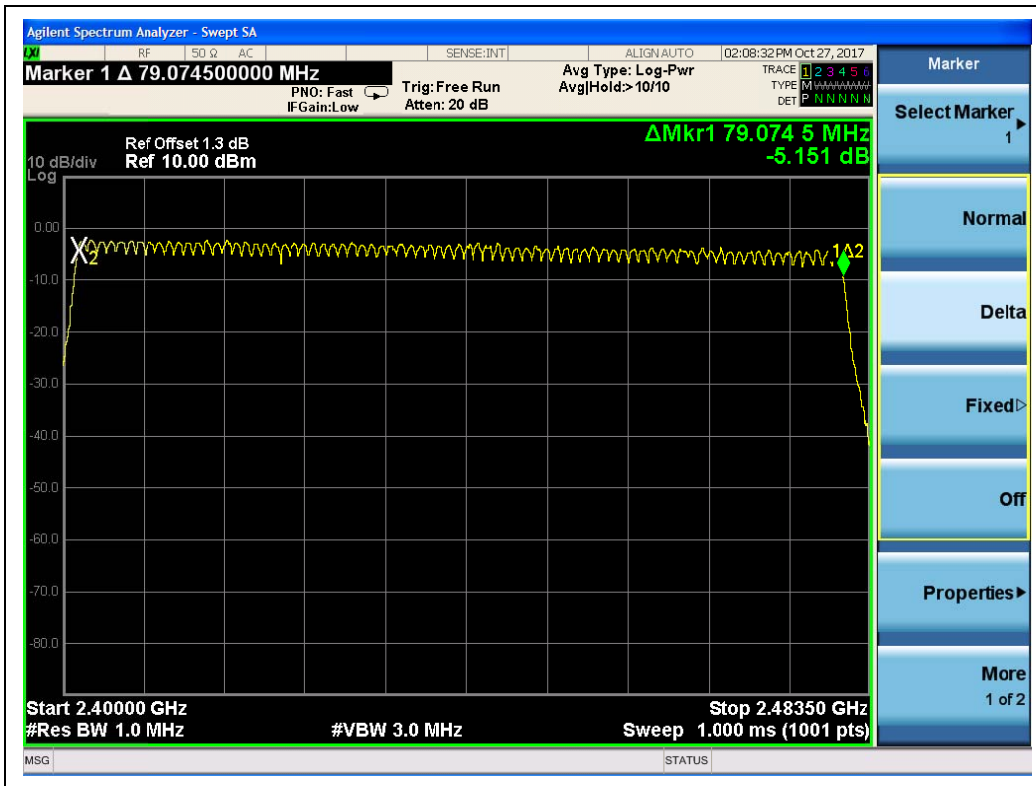 Agilent Spectrum Analyzer - Swept SA
LXI RF 50 Ω AC SENSE:INT ALIGN AUTO 02:08:32 PM Oct 27, 2017
Marker 1 Δ 79.074500000 MHz
PNO: Fast
IFGain:Low
Trig: Free Run
Atten: 20 dB
Avg Type: Log-Pwr
Avg|Hold:> 10/10
TRACE 1 2 3 4 5 6
TYPE M WWWWW
DET P N N N N N
ΔMkr1 79.074 5 MHz
-5.151 dB
Ref Offset 1.3 dB
10 dB/div Ref 10.00 dBm
Log
0.00
-10.0
-20.0
-30.0
-40.0
-50.0
-60.0
-70.0
-80.0
X2
1Δ2
Start 2.40000 GHz Stop 2.48350 GHz
#Res BW 1.0 MHz #VBW 3.0 MHz Sweep 1.000 ms (1001 pts)
MSG STATUS
Marker
Select Marker
1
Normal
Delta
Fixed
Off
Properties
More
1 of 2